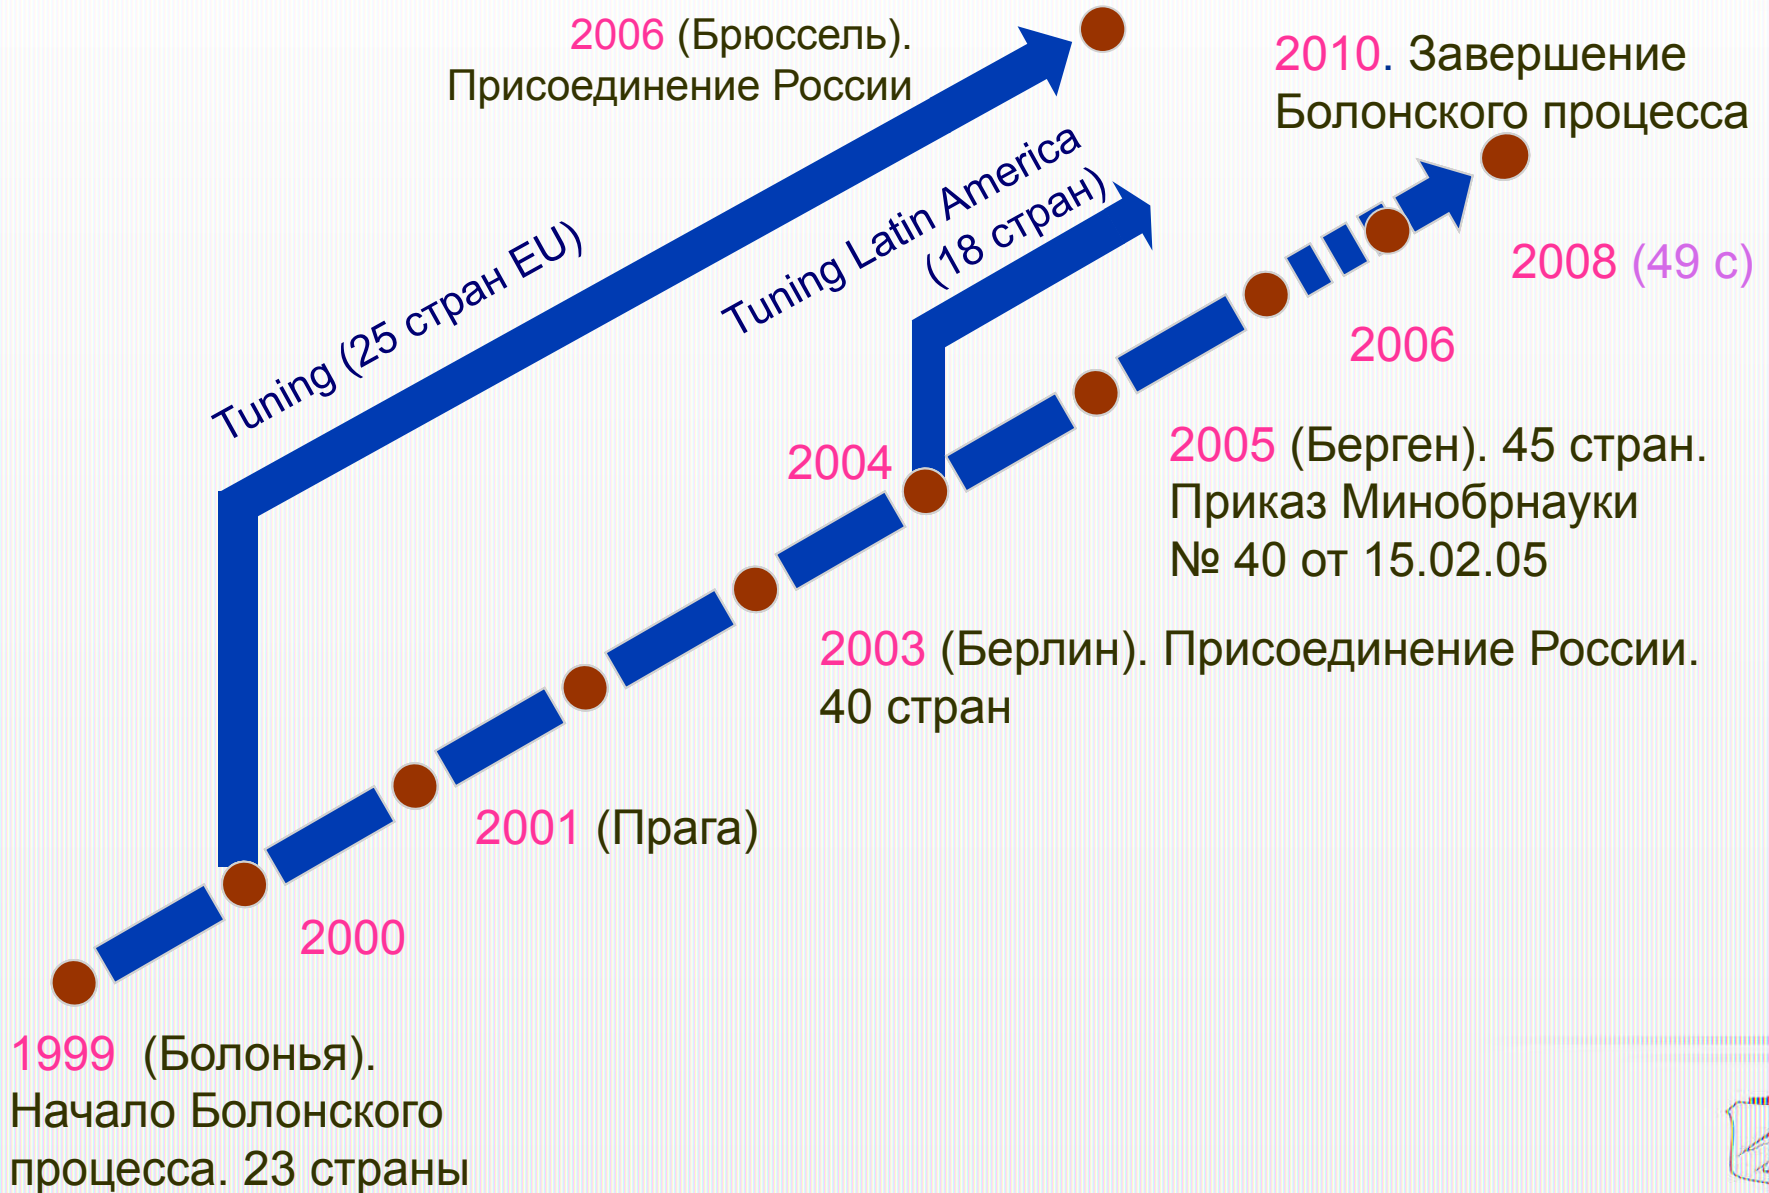 2006 (Брюссель).
Присоединение России
2010. Завершение
Болонского процесса
Tuning (25 стран EU)
Tuning Latin America
(18 стран)
2008 (49 с)
2006
2004
2005 (Берген). 45 стран.
Приказ Минобрнауки
№ 40 от 15.02.05
2003 (Берлин). Присоединение России.
40 стран
2001 (Прага)
2000
1999 (Болонья).
Начало Болонского
процесса. 23 страны